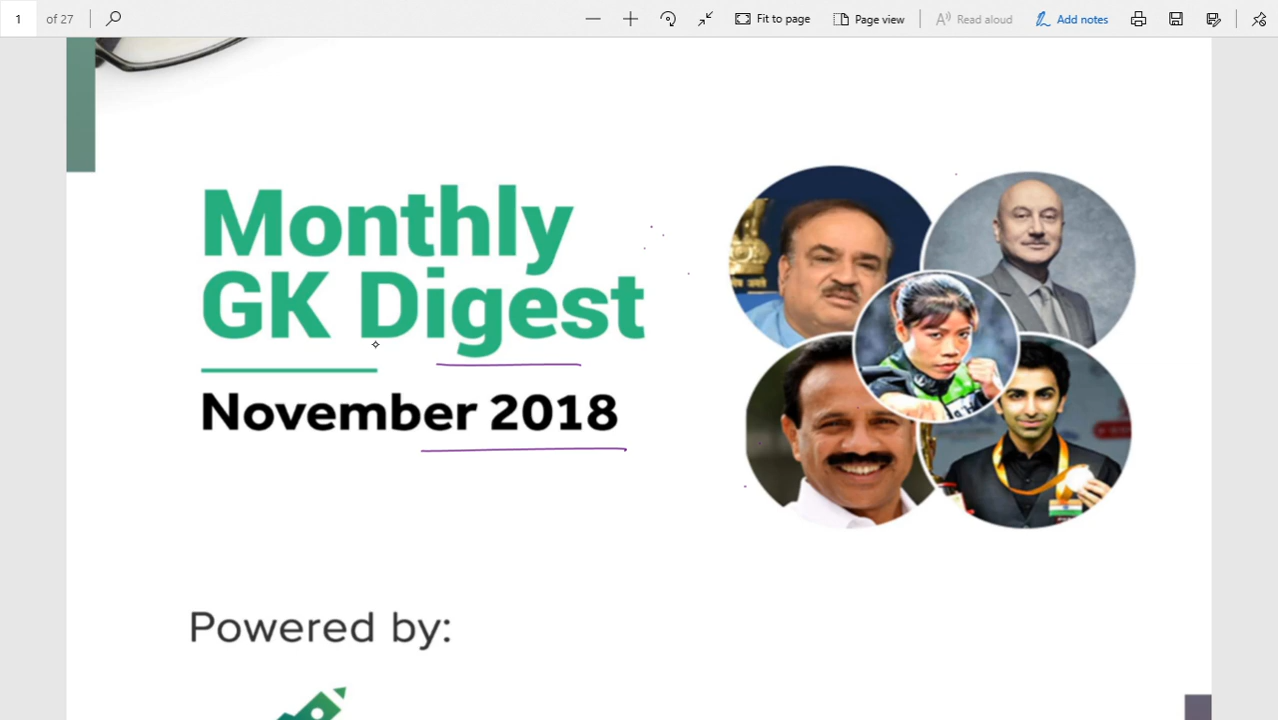 1 of 27 Fit to page Page view Read aloud Add notes
Monthly
GK Digest
November 2018
Powered by: